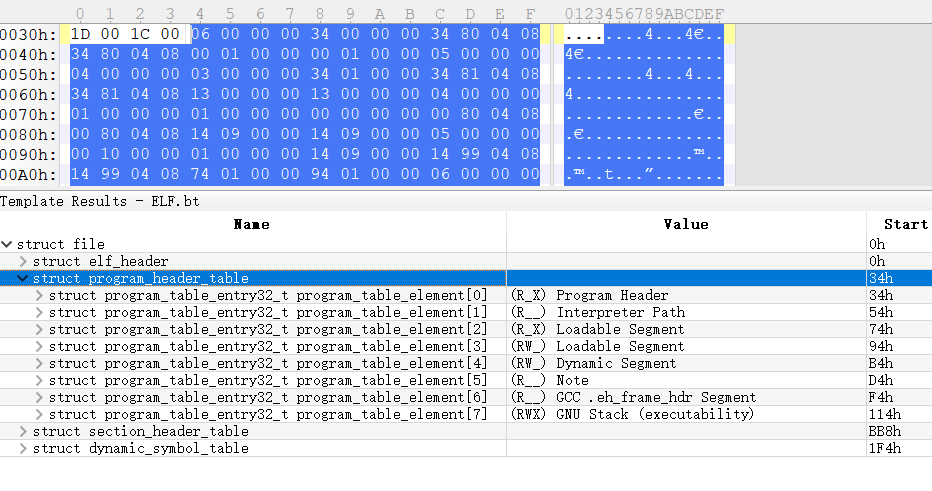 0 1 2 3 4 5 6 7 8 9 A B C D E F 0123456789ABCDEF
0030h: 1D 00 1C 00 06 00 00 00 34 00 00 00 34 80 04 08 ........4...4€..
0040h: 34 80 04 08 00 01 00 00 00 01 00 00 05 00 00 00 4€..............
0050h: 04 00 00 00 03 00 00 00 34 01 00 00 34 81 04 08 ........4...4...
0060h: 34 81 04 08 13 00 00 00 13 00 00 00 04 00 00 00 4...............
0070h: 01 00 00 00 01 00 00 00 00 00 00 00 00 80 04 08 .............€..
0080h: 00 80 04 08 14 09 00 00 14 09 00 00 05 00 00 00 .€..............
0090h: 00 10 00 00 01 00 00 00 14 09 00 00 14 99 04 08 .............™..
00A0h: 14 99 04 08 74 01 00 00 94 01 00 00 06 00 00 00 .™..t...”.......
Template Results - ELF.bt
Name Value Start
struct file 0h
struct elf_header 0h
struct program_header_table 34h
struct program_table_entry32_t program_table_element[0] (R_X) Program Header 34h
struct program_table_entry32_t program_table_element[1] (R__) Interpreter Path 54h
struct program_table_entry32_t program_table_element[2] (R_X) Loadable Segment 74h
struct program_table_entry32_t program_table_element[3] (RW_) Loadable Segment 94h
struct program_table_entry32_t program_table_element[4] (RW_) Dynamic Segment B4h
struct program_table_entry32_t program_table_element[5] (R__) Note D4h
struct program_table_entry32_t program_table_element[6] (R__) GCC .eh_frame_hdr Segment F4h
struct program_table_entry32_t program_table_element[7] (RWX) GNU Stack (executability) 114h
struct section_header_table BB8h
struct dynamic_symbol_table 1F4h